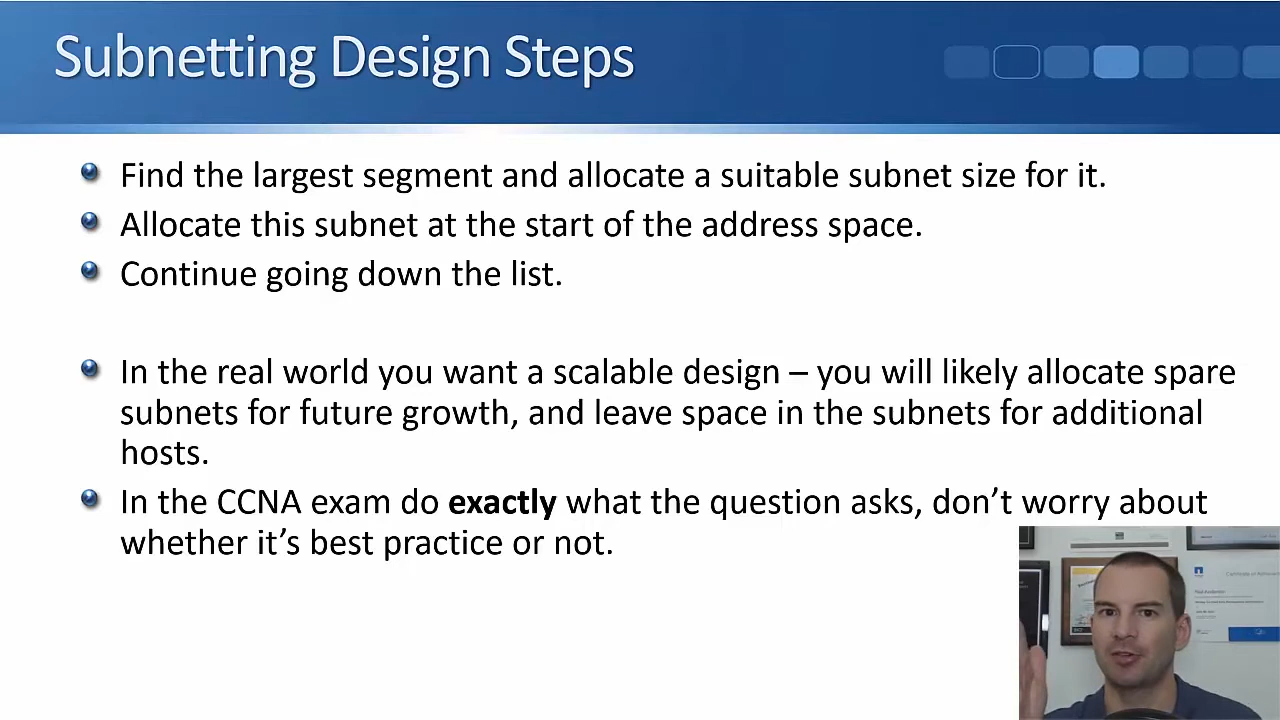 Subnetting Design Steps
Find the largest segment and allocate a suitable subnet size for it.
Allocate this subnet at the start of the address space.
Continue going down the list.
In the real world you want a scalable design – you will likely allocate spare
subnets for future growth, and leave space in the subnets for additional
hosts.
In the CCNA exam do exactly what the question asks, don’t worry about
whether it’s best practice or not.